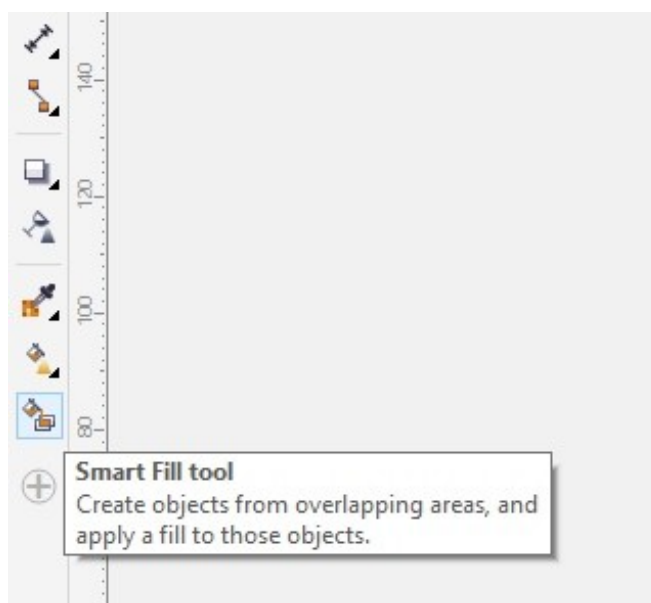 140
120
100
80
Smart Fill tool
Create objects from overlapping areas, and
apply a fill to those objects.